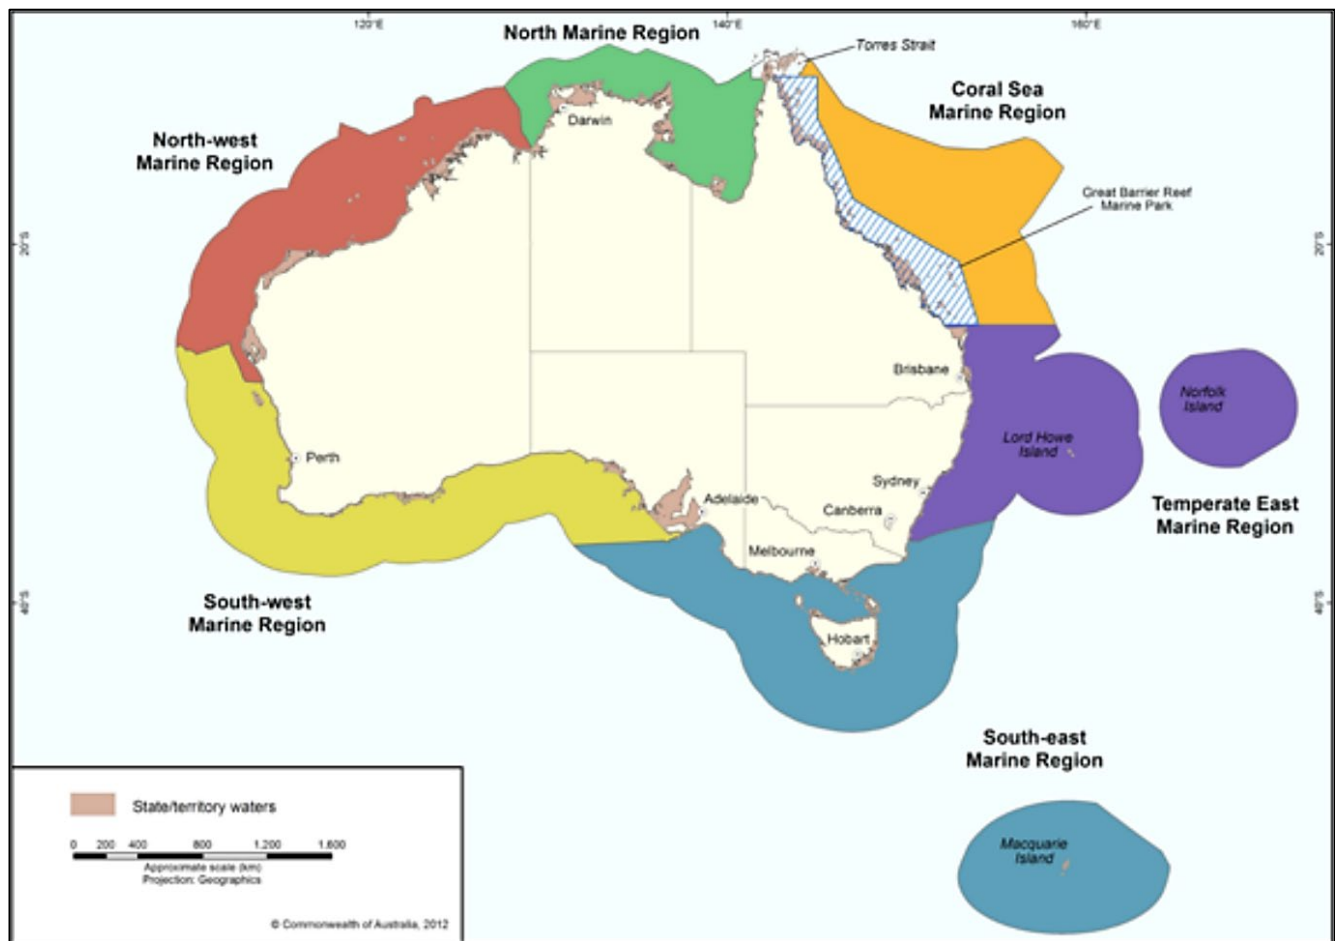 120°E
140°E
160°E
North Marine Region
Torres Strait
Coral Sea
Marine Region
Darwin
North-west
Marine Region
Great Barrier Reef
Marine Park
20°S
20°S
Brisbane
Norfolk
Island
Lord Howe
Island
Perth
Sydney
Adelaide
Canberra
Temperate East
Marine Region
Melbourne
South-west
Marine Region
40°S
40°S
Hobart
South-east
Marine Region
Macquarie
Island
State/territory waters
0 200 400 800 1,200 1,600
Approximate scale (km)
Projection: Geographics
© Commonwealth of Australia, 2012